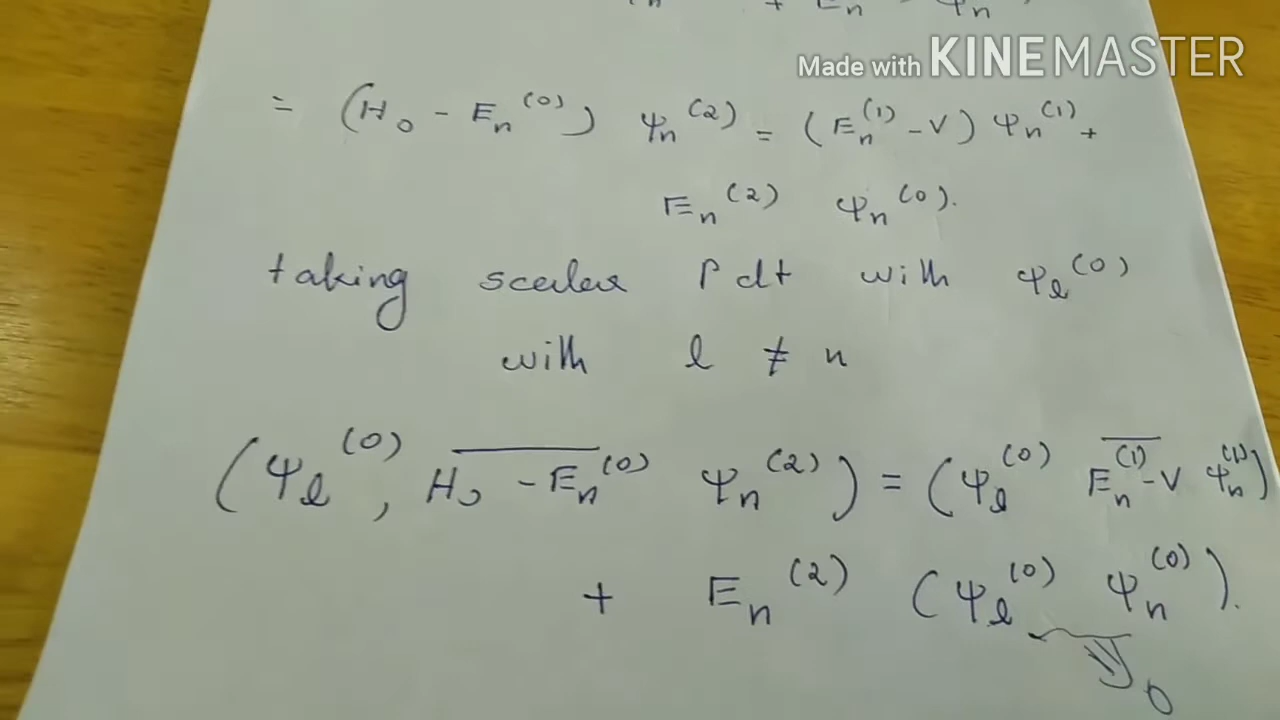 + En ψn
Made with KINEMASTER
= (H₀ - Eₙ⁽⁰⁾) ψₙ⁽²⁾ = (Eₙ⁽¹⁾ - V) ψₙ⁽¹⁾ +
Eₙ⁽²⁾ ψₙ⁽⁰⁾.
taking scalar Pdt with ψₗ⁽⁰⁾
with l ≠ n
(ψₗ⁽⁰⁾, H₀ - Eₙ⁽⁰⁾ ψₙ⁽²⁾) = (ψₗ⁽⁰⁾ Eₙ⁽¹⁾ - V ψₙ⁽¹⁾)
+ Eₙ⁽²⁾ (ψₗ⁽⁰⁾ ψₙ⁽⁰⁾).
0